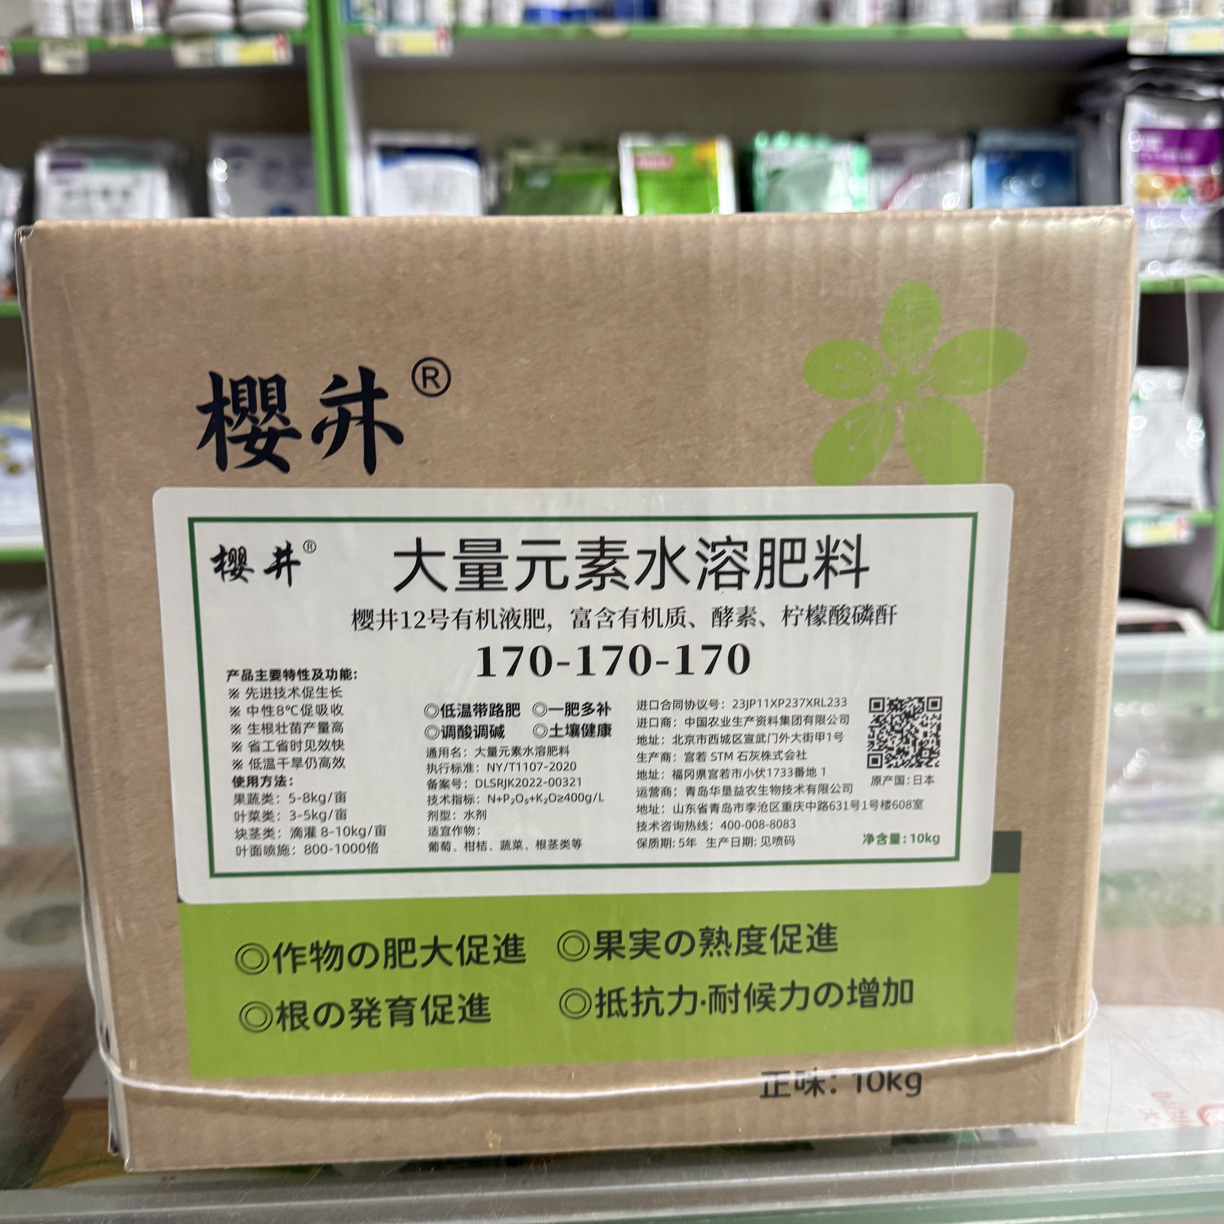 櫻井®
櫻井®
大量元素水溶肥料
樱井12号有机液肥，富含有机质、酵素、柠檬酸磷酐
170-170-170
产品主要特性及功能：
※ 先进技术促生长
※ 中性8℃促吸收
※ 生根壮苗产量高
※ 省工省时见效快
※ 低温干旱仍高效
使用方法：
果蔬类：5-8kg/亩
叶菜类：3-5kg/亩
块茎类：滴灌 8-10kg/亩
叶面喷施：800-1000倍
◎低温带路肥 ◎一肥多补
◎调酸调碱 ◎土壤健康
通用名：大量元素水溶肥料
执行标准：NY/T1107-2020
备案号：DLSRJK2022-00321
技术指标：N+P₂O₅+K₂O≥400g/L
剂型：水剂
适宜作物：
葡萄、柑桔、蔬菜、根茎类等
进口合同协议号：23JP11XP237XRL233
进口商：中国农业生产资料集团有限公司
地址：北京市西城区宣武门外大街甲1号
生产商：宫若 STM 石灰株式会社
地址：福冈県宫若市小伏1733番地 1
运营商：青岛华垦益农生物技术有限公司
地址：山东省青岛市李沧区重庆中路631号1号楼608室
技术咨询热线：400-008-8083
保质期：5年 生产日期：见喷码
原产国：日本
净含量：10kg
◎作物の肥大促進 ◎果実の熟度促進
◎根の発育促進 ◎抵抗力·耐候力の増加
正味：10kg